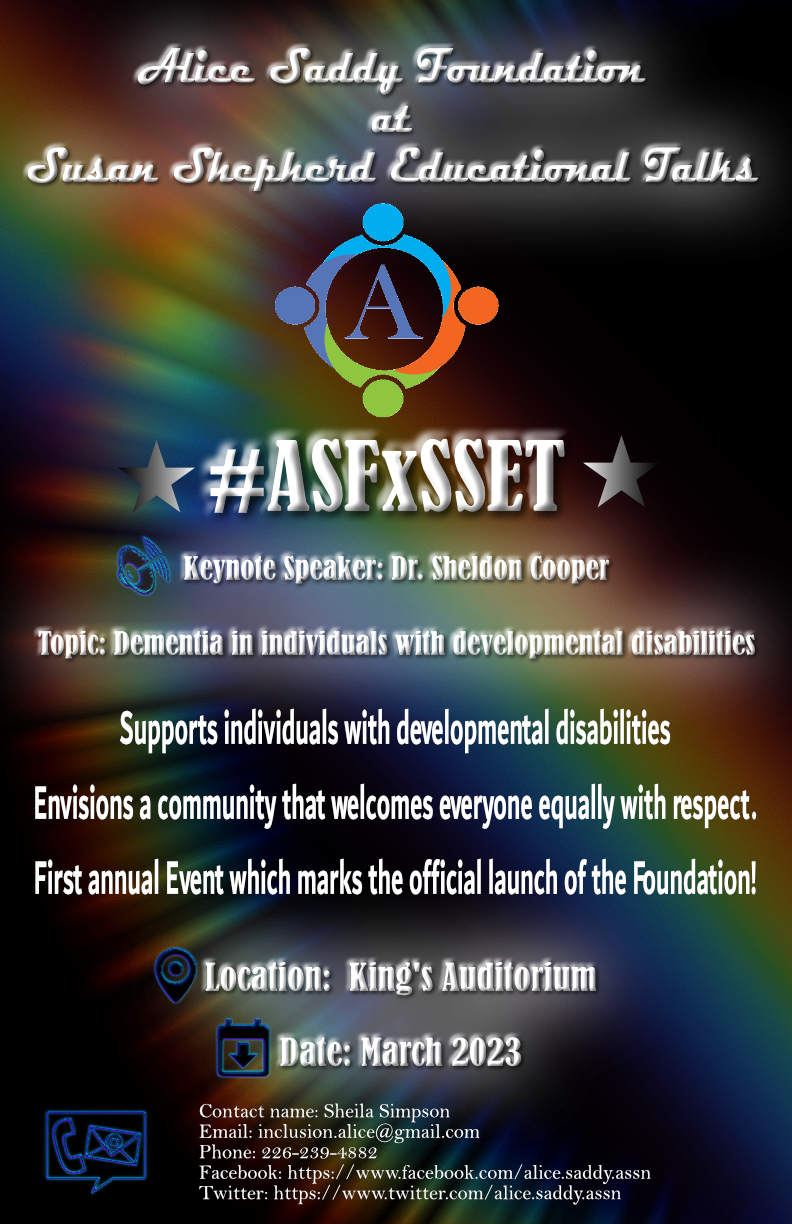 Alice Saddy Foundation
at
Susan Shepherd Educational Talks
A
#ASFxSSET
Keynote Speaker: Dr. Sheldon Cooper
Topic: Dementia in individuals with developmental disabilities
Supports individuals with developmental disabilities
Envisions a community that welcomes everyone equally with respect.
First annual Event which marks the official launch of the Foundation!
Location: King's Auditorium
Date: March 2023
Contact name: Sheila Simpson
Email: inclusion.alice@gmail.com
Phone: 226-239-4882
Facebook: https://www.facebook.com/alice.saddy.assn
Twitter: https://www.twitter.com/alice.saddy.assn